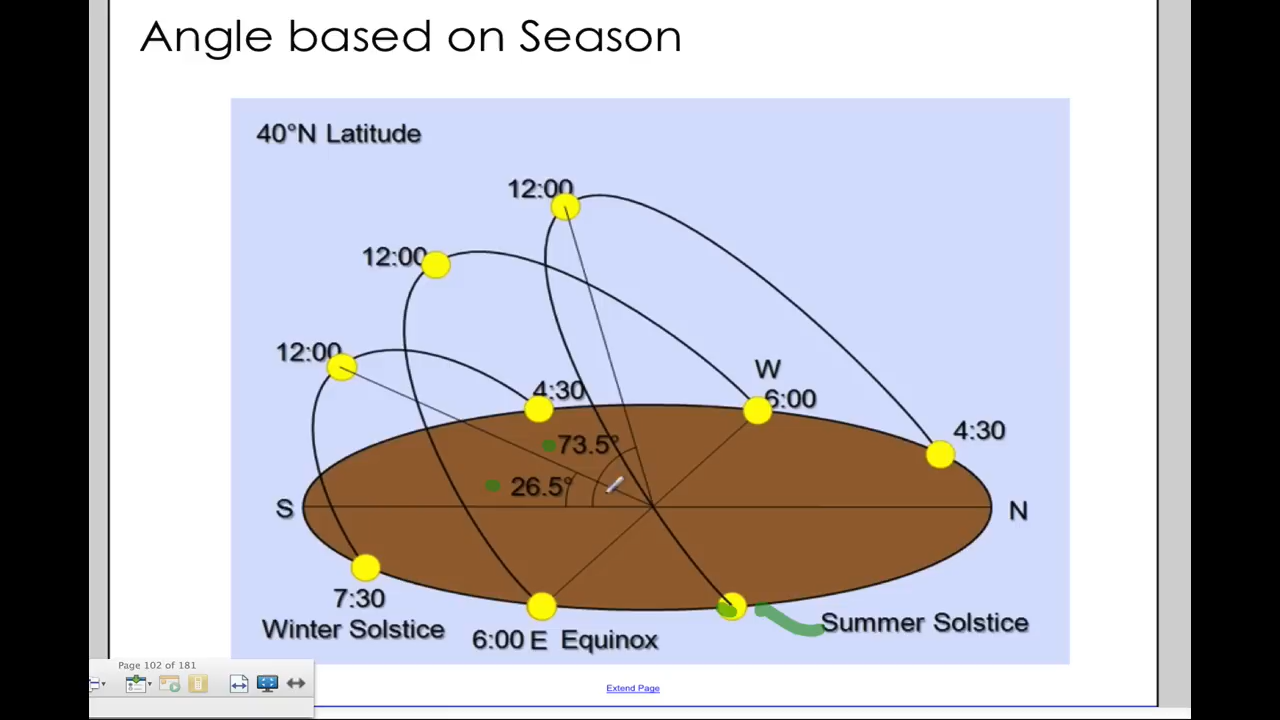 Angle based on Season
40°N Latitude
12:00
12:00
12:00
4:30
W
6:00
4:30
73.5°
26.5°
S
N
7:30
Winter Solstice
6:00 E Equinox
Summer Solstice
Page 102 of 181
Extend Page